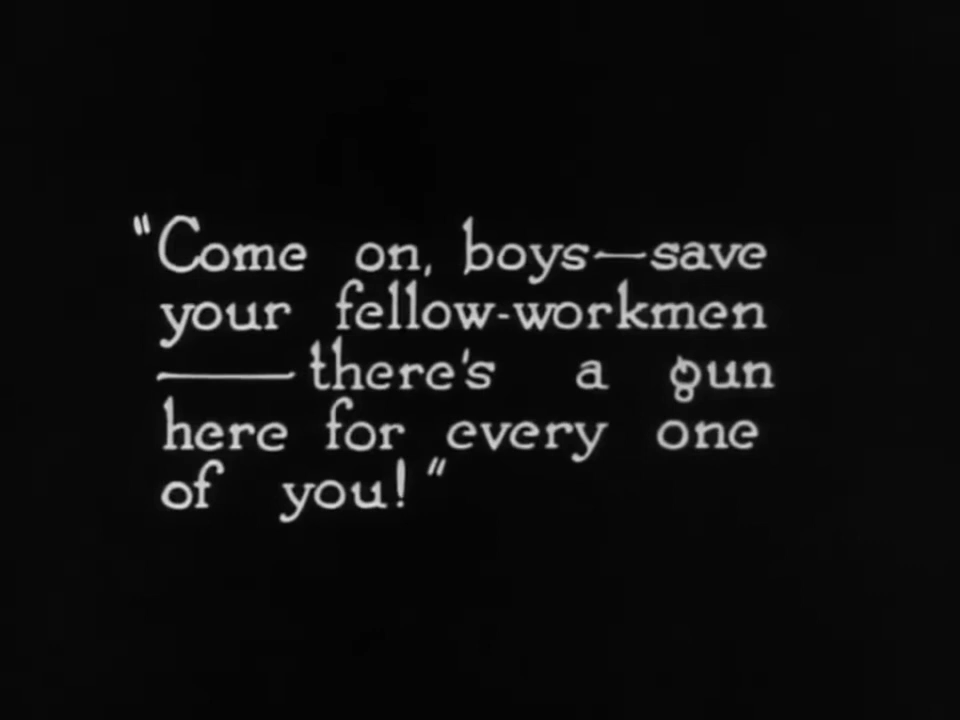 "Come on, boys—save
your fellow-workmen
—there's a gun
here for every one
of you!"